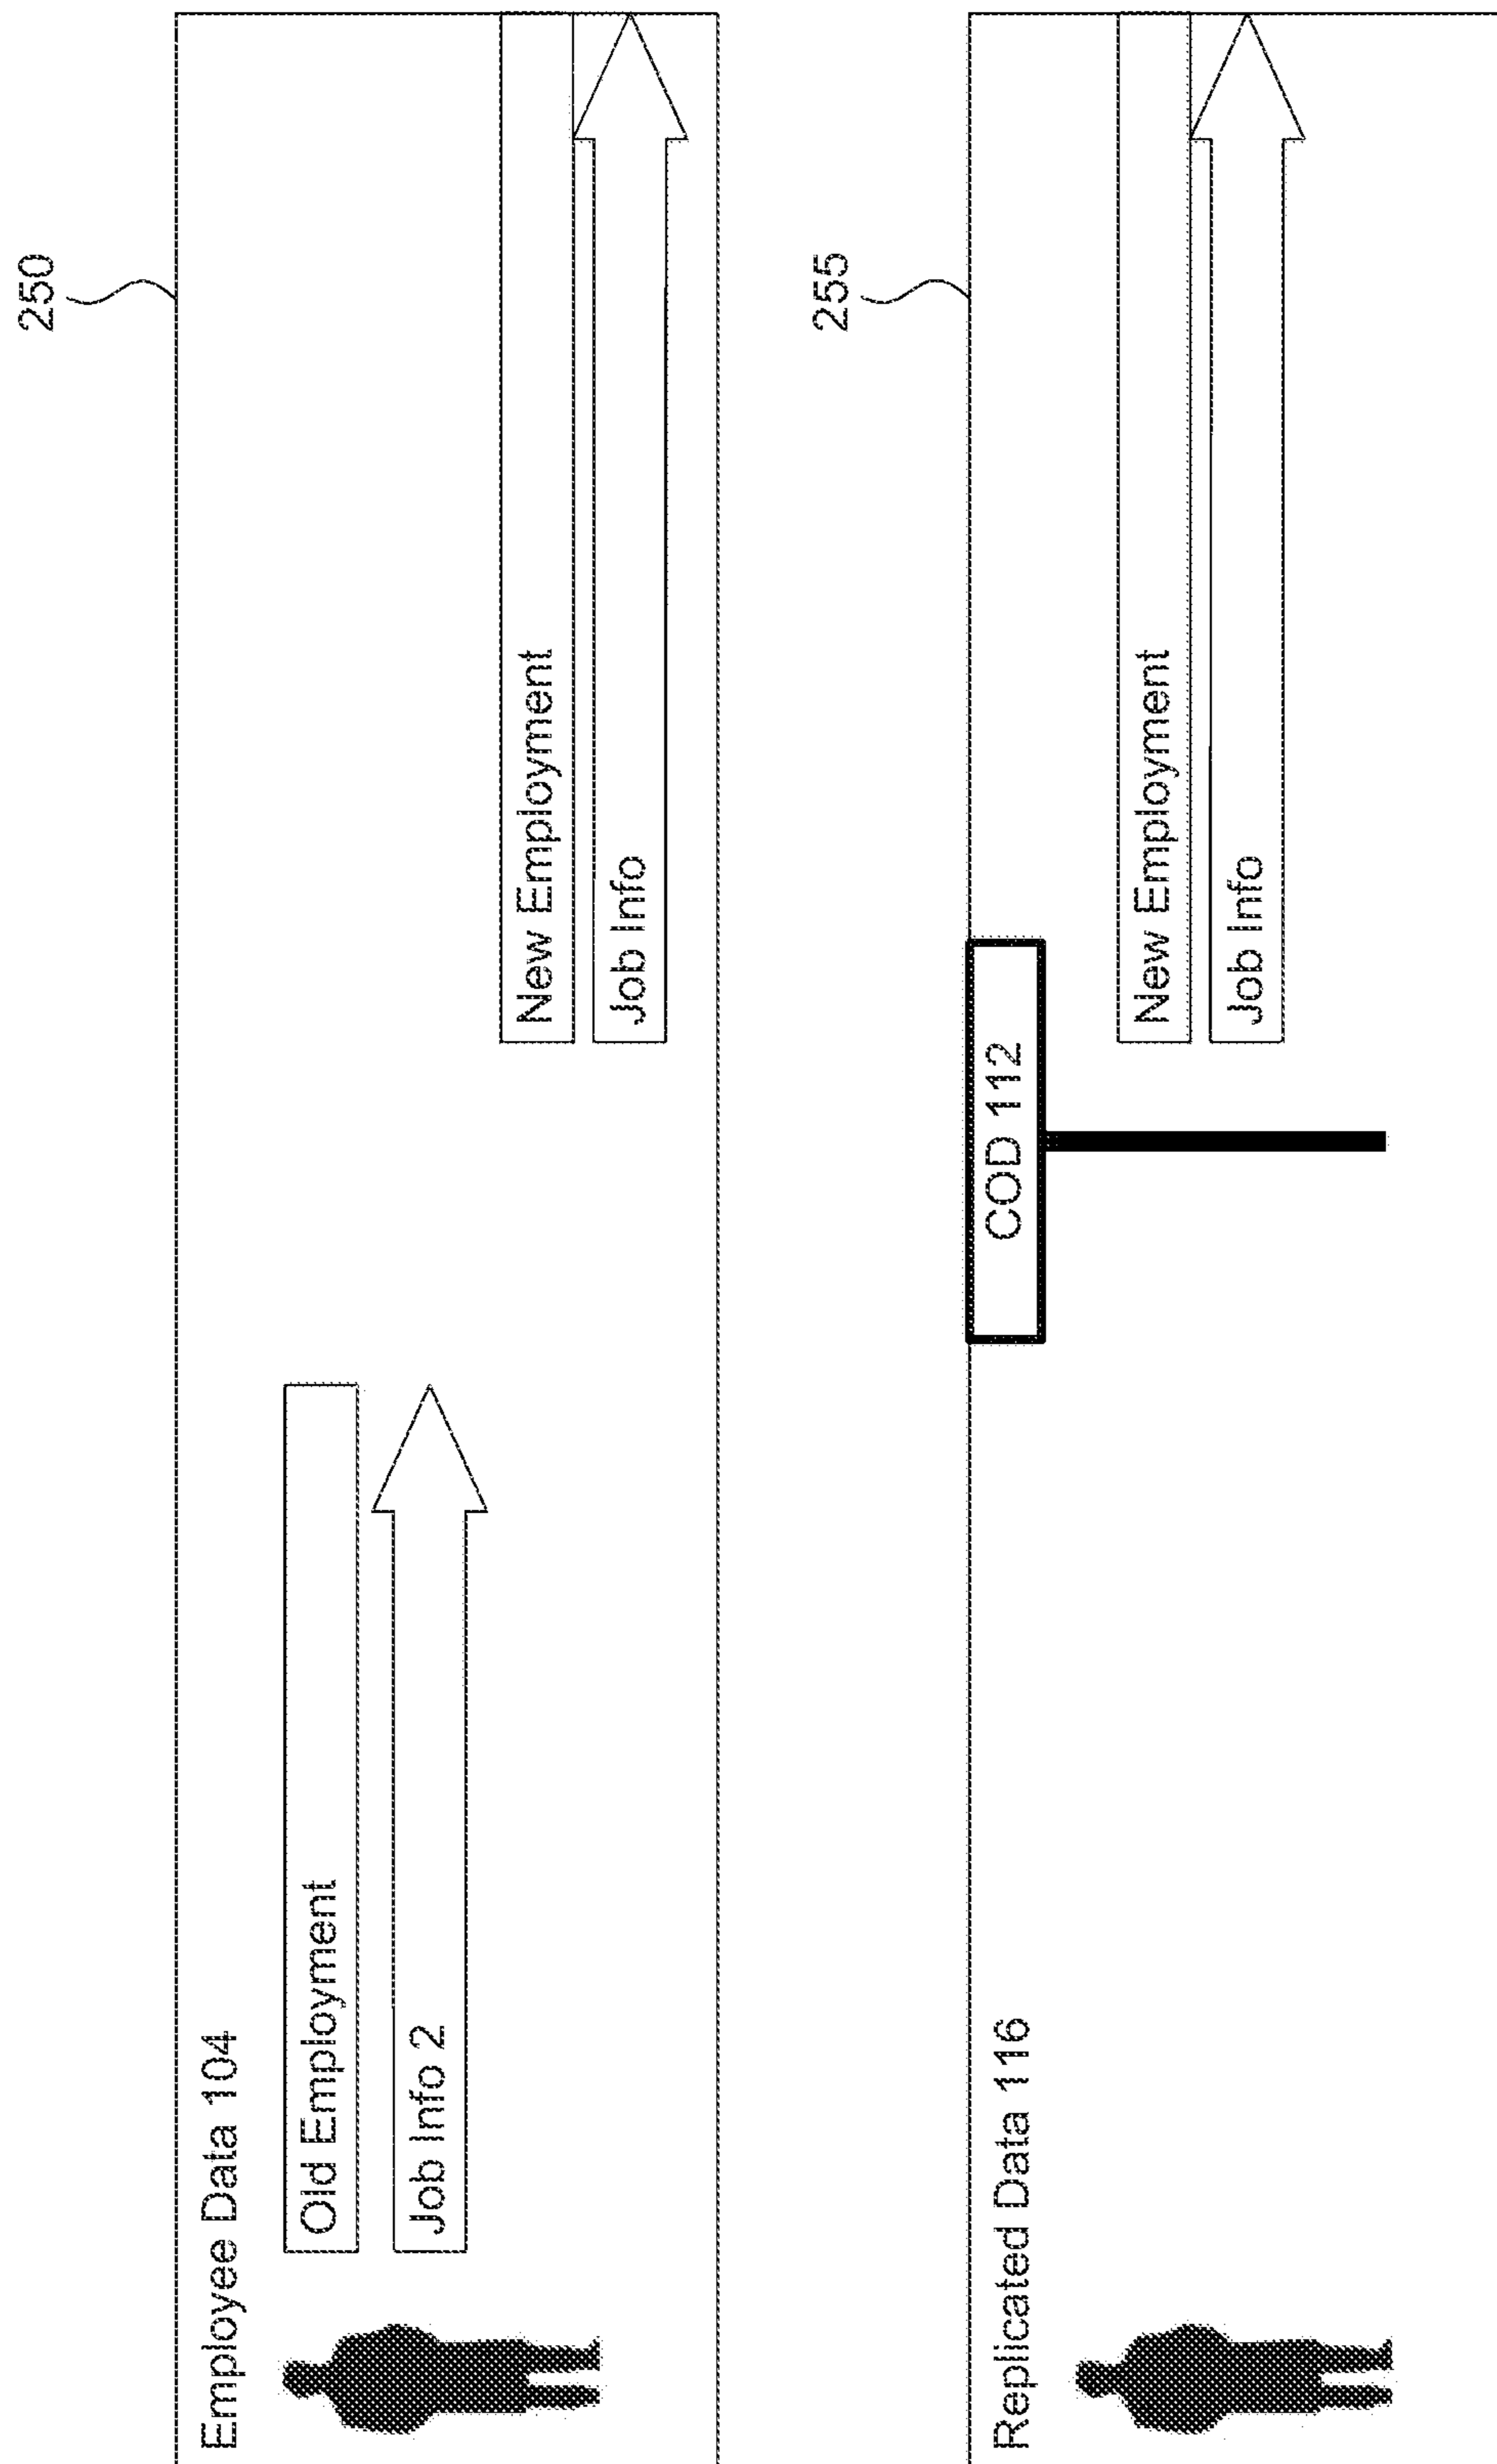 250
Employee Data 104
Old Employment
Job Info 2
New Employment
Job Info
255
Replicated Data 116
COD 112
New Employment
Job Info